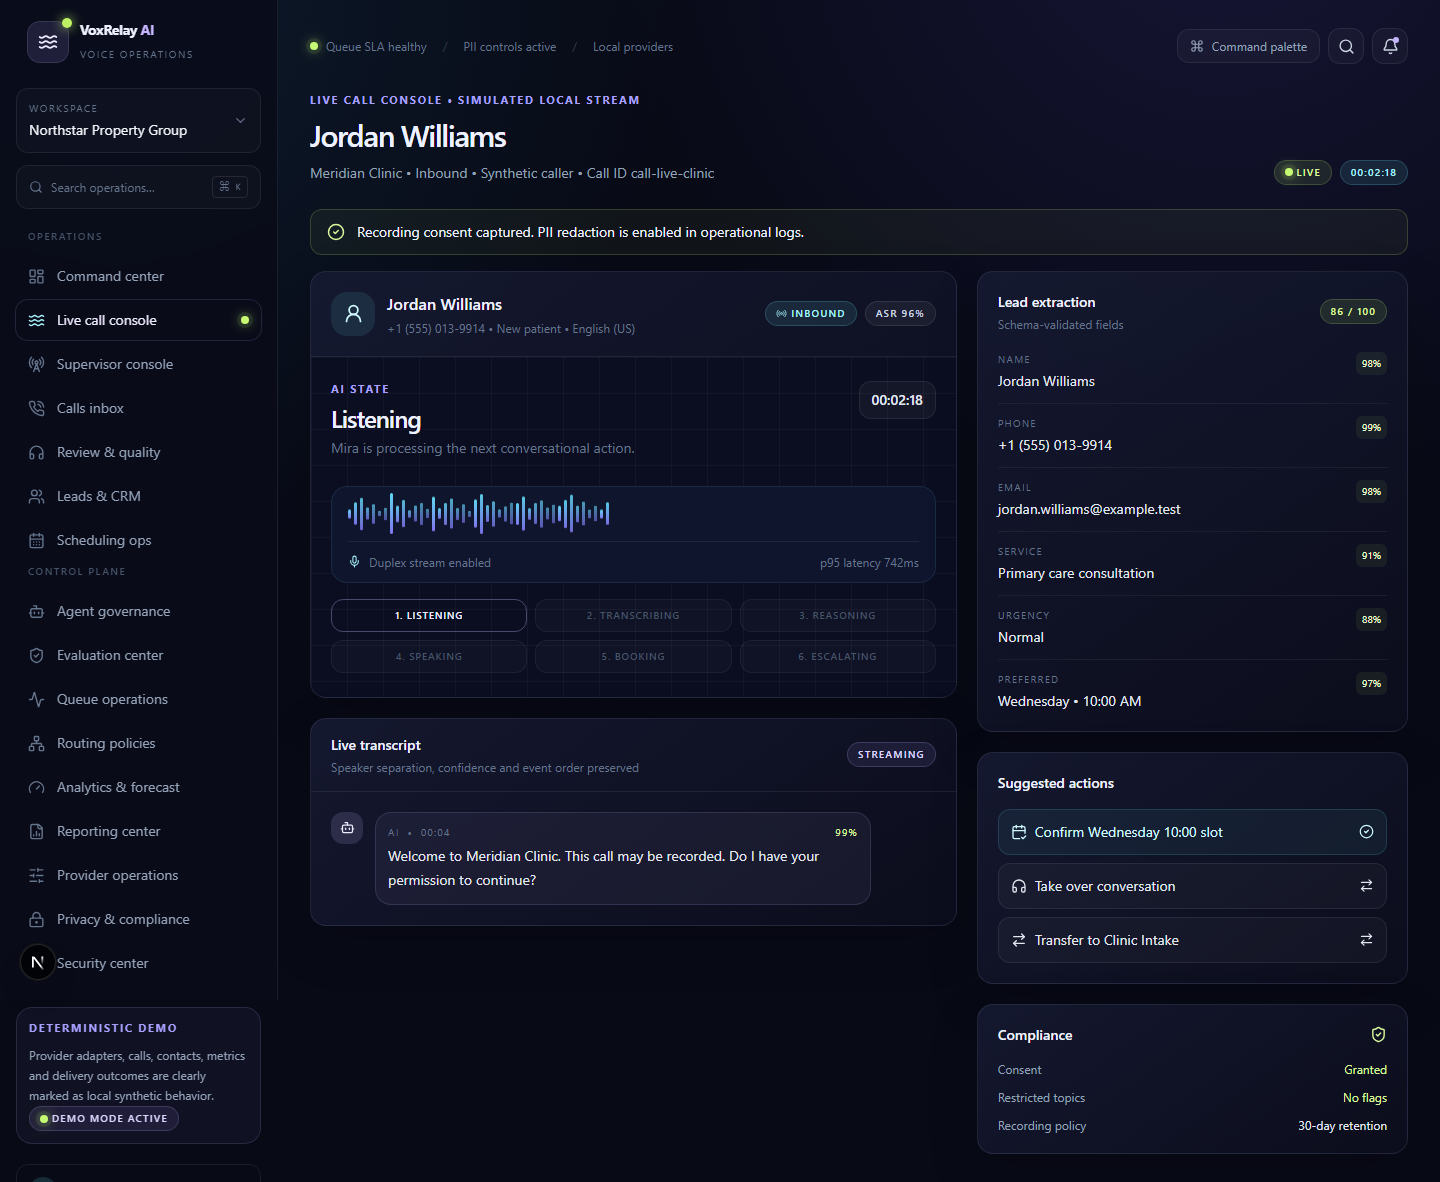 VoxRelay AI
VOICE OPERATIONS
WORKSPACE
Northstar Property Group
Search operations...
⌘ K
OPERATIONS
Command center
Live call console
Supervisor console
Calls inbox
Review & quality
Leads & CRM
Scheduling ops
CONTROL PLANE
Agent governance
Evaluation center
Queue operations
Routing policies
Analytics & forecast
Reporting center
Provider operations
Privacy & compliance
N
Security center
DETERMINISTIC DEMO
Provider adapters, calls, contacts, metrics
and delivery outcomes are clearly
marked as local synthetic behavior.
DEMO MODE ACTIVE
Queue SLA healthy / PII controls active / Local providers
⌘ Command palette
LIVE CALL CONSOLE • SIMULATED LOCAL STREAM
Jordan Williams
Meridian Clinic • Inbound • Synthetic caller • Call ID call-live-clinic
LIVE
00:02:18
Recording consent captured. PII redaction is enabled in operational logs.
Jordan Williams
+1 (555) 013-9914 • New patient • English (US)
INBOUND
ASR 96%
AI STATE
Listening
Mira is processing the next conversational action.
00:02:18
Duplex stream enabled
p95 latency 742ms
1. LISTENING
2. TRANSCRIBING
3. REASONING
4. SPEAKING
5. BOOKING
6. ESCALATING
Live transcript
Speaker separation, confidence and event order preserved
STREAMING
AI • 00:04
99%
Welcome to Meridian Clinic. This call may be recorded. Do I have your
permission to continue?
Lead extraction
Schema-validated fields
86 / 100
NAME
Jordan Williams
98%
PHONE
+1 (555) 013-9914
99%
EMAIL
jordan.williams@example.test
98%
SERVICE
Primary care consultation
91%
URGENCY
Normal
88%
PREFERRED
Wednesday • 10:00 AM
97%
Suggested actions
Confirm Wednesday 10:00 slot
Take over conversation
Transfer to Clinic Intake
Compliance
Consent
Granted
Restricted topics
No flags
Recording policy
30-day retention